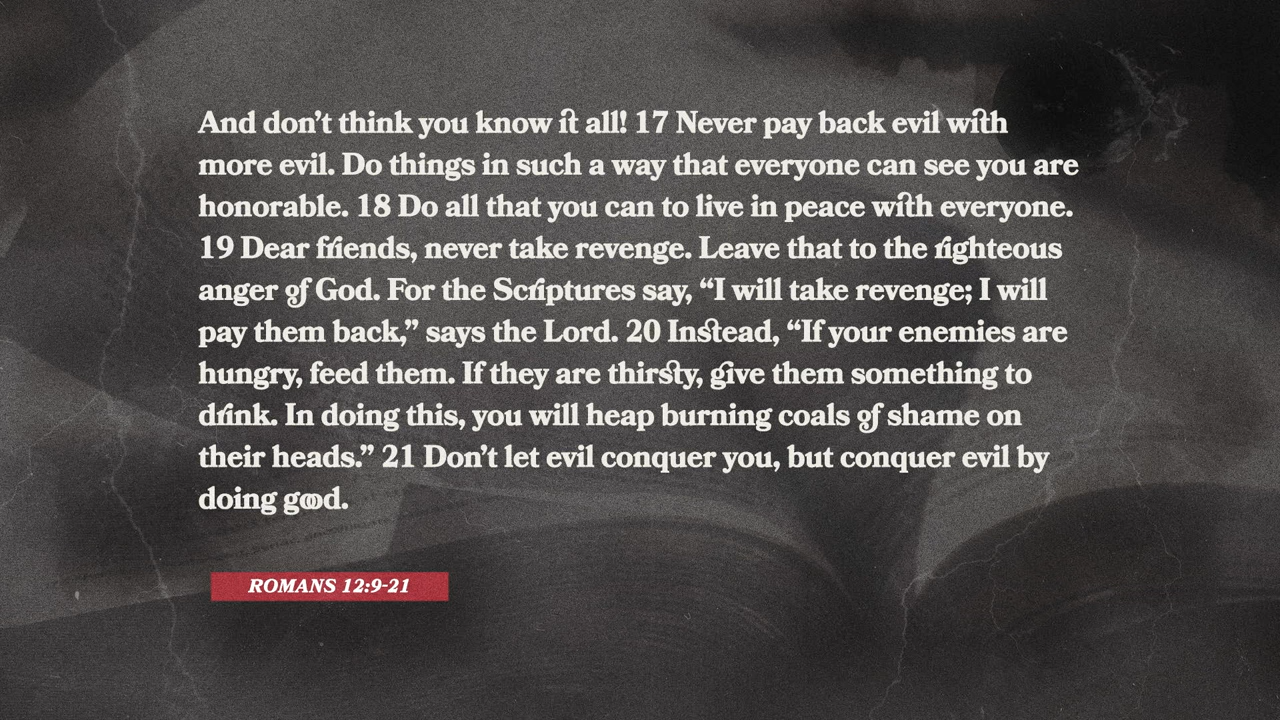 And don’t think you know it all! 17 Never pay back evil with
more evil. Do things in such a way that everyone can see you are
honorable. 18 Do all that you can to live in peace with everyone.
19 Dear friends, never take revenge. Leave that to the righteous
anger of God. For the Scriptures say, “I will take revenge; I will
pay them back,” says the Lord. 20 Instead, “If your enemies are
hungry, feed them. If they are thirsty, give them something to
drink. In doing this, you will heap burning coals of shame on
their heads.” 21 Don’t let evil conquer you, but conquer evil by
doing good.
ROMANS 12:9-21